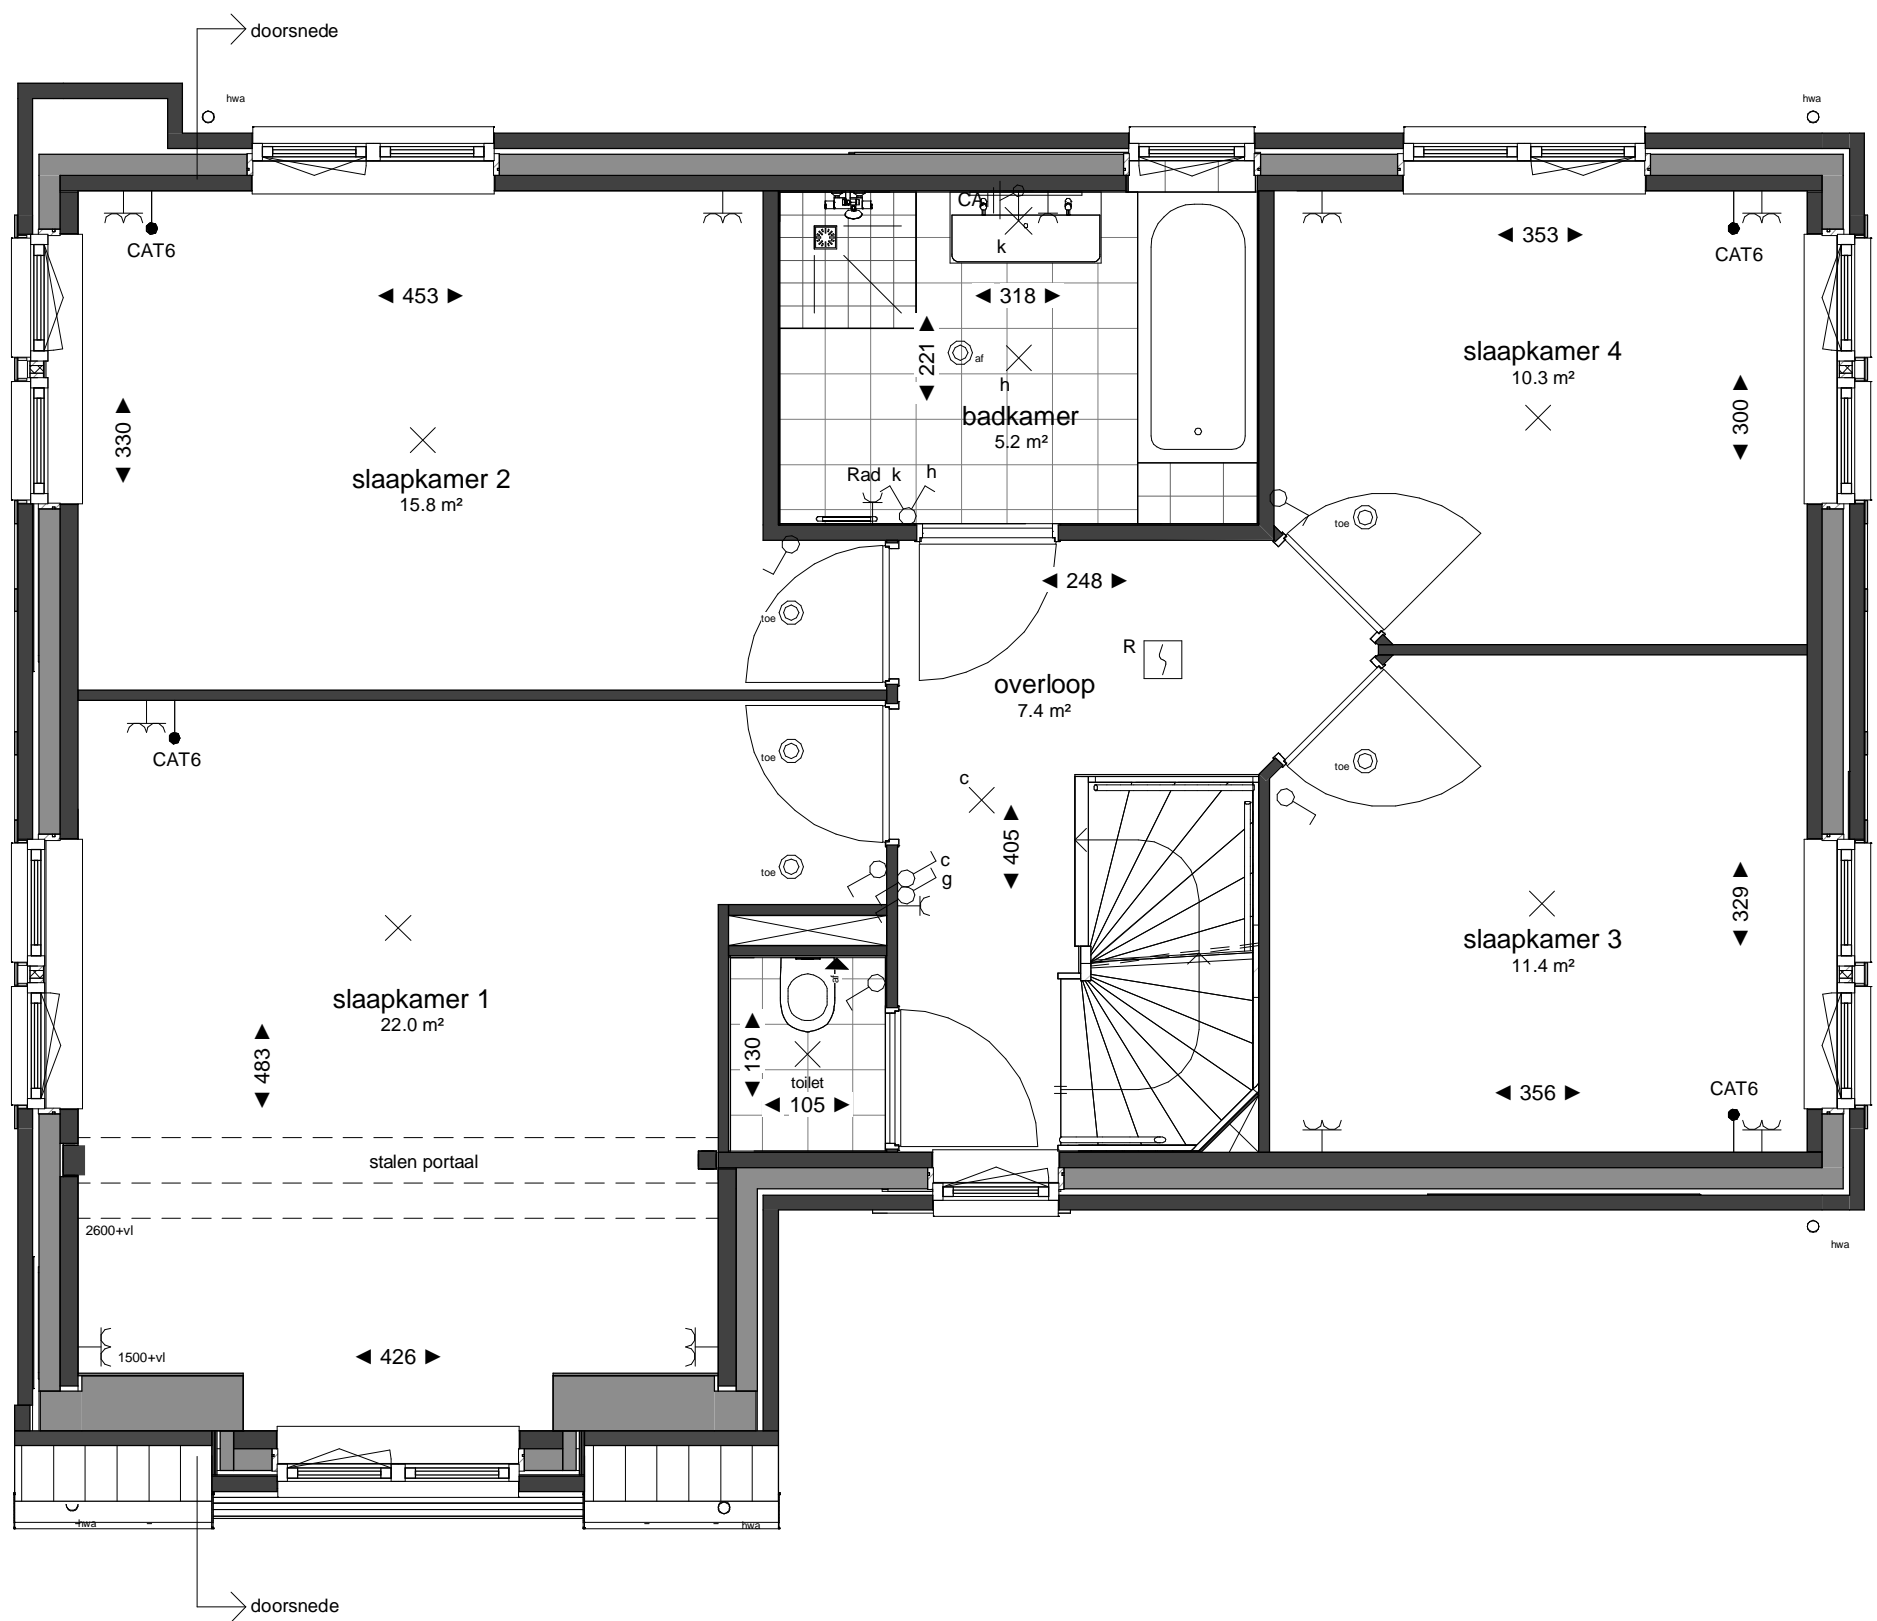 doorsnede
hwa
hwa
CAT6
CA
k
353
CAT6
453
318
221
af
h
badkamer
5.2 m²
slaapkamer 4
10.3 m²
330
300
slaapkamer 2
15.8 m²
Rad k h
toe
248
toe
R
overloop
7.4 m²
CAT6
toe
toe
c
405
toe
c
g
329
slaapkamer 3
11.4 m²
af
slaapkamer 1
22.0 m²
483
130
toilet
105
356
CAT6
stalen portaal
2600+vl
hwa
1500+vl
426
hwa
hwa
doorsnede